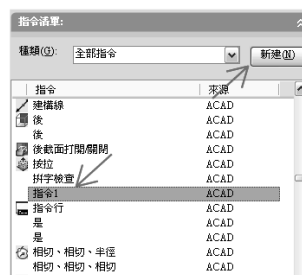 指令清單:
種類(G): 全部指令 新建(N)
指令 來源
建構線 ACAD
後 ACAD
後 ACAD
後截面打開/關閉 ACAD
按拉 ACAD
拼字檢查 ACAD
指令1 ACAD
指令行 ACAD
是 ACAD
是 ACAD
相切、相切、半徑 ACAD
相切、相切、相切 ACAD